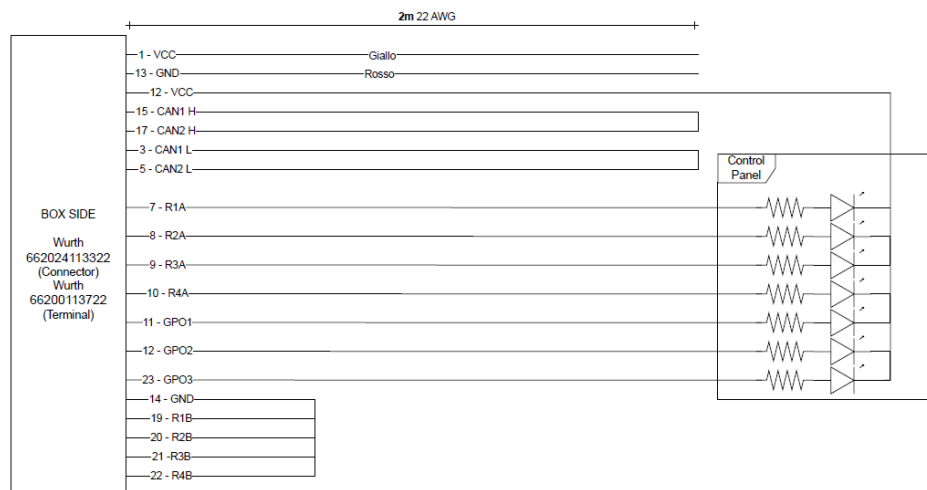 2m 22 AWG
1 - VCC Giallo
13 - GND Rosso
12 - VCC
15 - CAN1 H
17 - CAN2 H
3 - CAN1 L
5 - CAN2 L
Control
Panel
7 - R1A
BOX SIDE
8 - R2A
Wurth
662024113322
9 - R3A
(Connector)
Wurth
66200113722
10 - R4A
(Terminal)
11 - GPO1
12 - GPO2
23 - GPO3
14 - GND
19 - R1B
20 - R2B
21 -R3B
22 - R4B